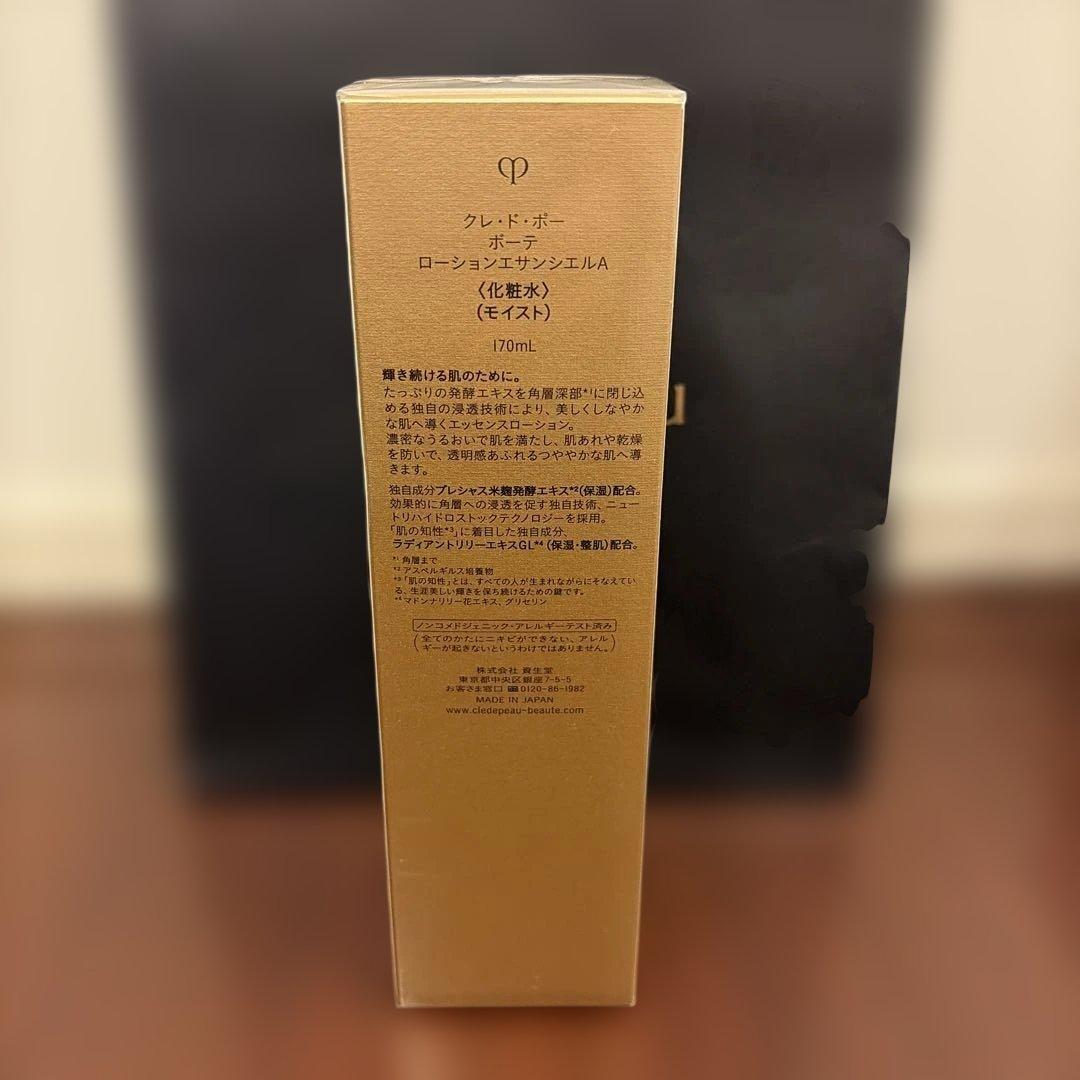 クレ・ド・ポー
ボーテ
ローションエサンシエルA
〈化粧水〉
(モイスト)
170mL
輝き続ける肌のために。
たっぷりの発酵エキスを角層深部*1に閉じ込
める独自の浸透技術により、美しくしなやか
な肌へ導くエッセンスローション。
濃密なうるおいで肌を満たし、肌あれや乾燥
を防いで、透明感あふれるつややかな肌へ導
きます。
独自成分プレシャス米麹発酵エキス*2(保湿)配合。
効果的に角層への浸透を促す独自技術、ニュー
トリハイドロストックテクノロジーを採用。
「肌の知性*3」に着目した独自成分、
ラディアントリリーエキスGL*4(保湿・整肌)配合。
*1 角層まで
*2 アスペルギルス培養物
*3「肌の知性」とは、すべての人が生まれながらにそなえてい
る、生涯美しい輝きを保ち続けるための鍵です。
*4 マドンナリリー花エキス、グリセリン
ノンコメドジェニック・アレルギーテスト済み
(全てのかたにニキビができない、アレル
ギーが起きないというわけではありません。)
株式会社 資生堂
東京都中央区銀座7-5-5
お客さま窓口 0120-86-1982
MADE IN JAPAN
www.cledepeau-beaute.com